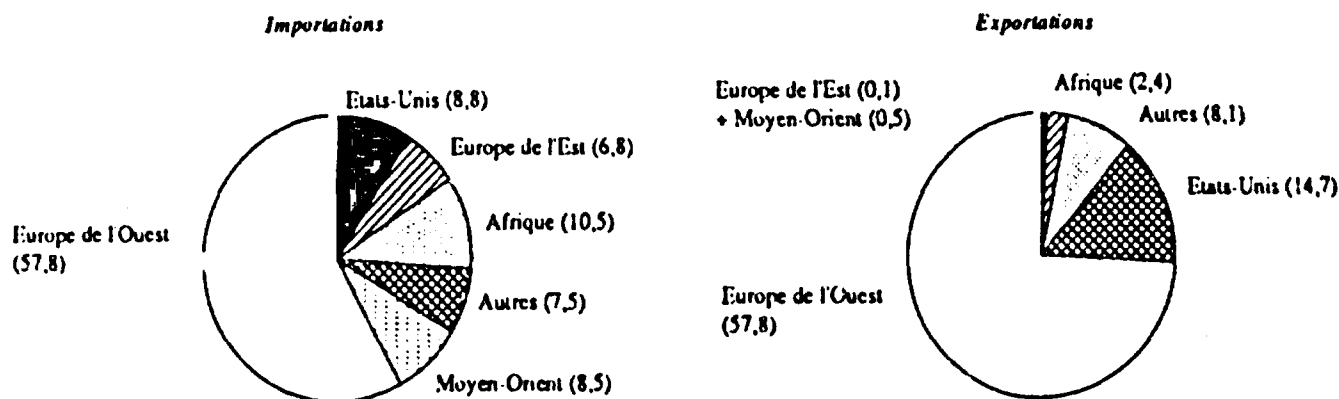 Importations
Etats-Unis (8,8)
Europe de l'Est (6,8)
Afrique (10,5)
Autres (7,5)
Moyen-Orient (8,5)
Europe de l'Ouest
(57,8)
Exportations
Europe de l'Est (0,1)
+ Moyen-Orient (0,5)
Afrique (2,4)
Autres (8,1)
Etats-Unis (14,7)
Europe de l'Ouest
(57,8)